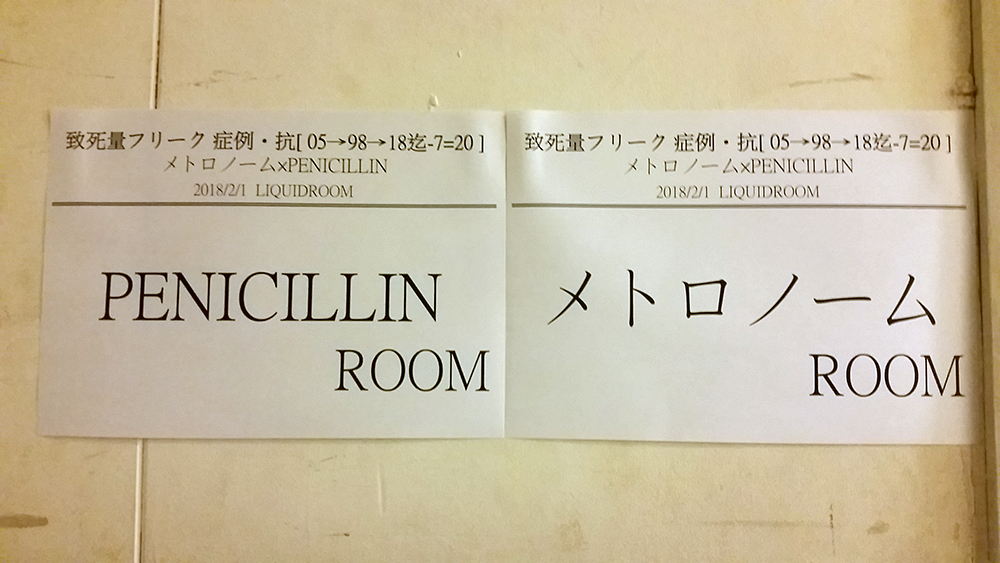 致死量フリーク 症例・抗[ 05→98→18迄-7=20 ]
メトロノーム×PENICILLIN
2018/2/1 LIQUIDROOM
PENICILLIN
ROOM
致死量フリーク 症例・抗[ 05→98→18迄-7=20 ]
メトロノーム×PENICILLIN
2018/2/1 LIQUIDROOM
メトロノーム
ROOM